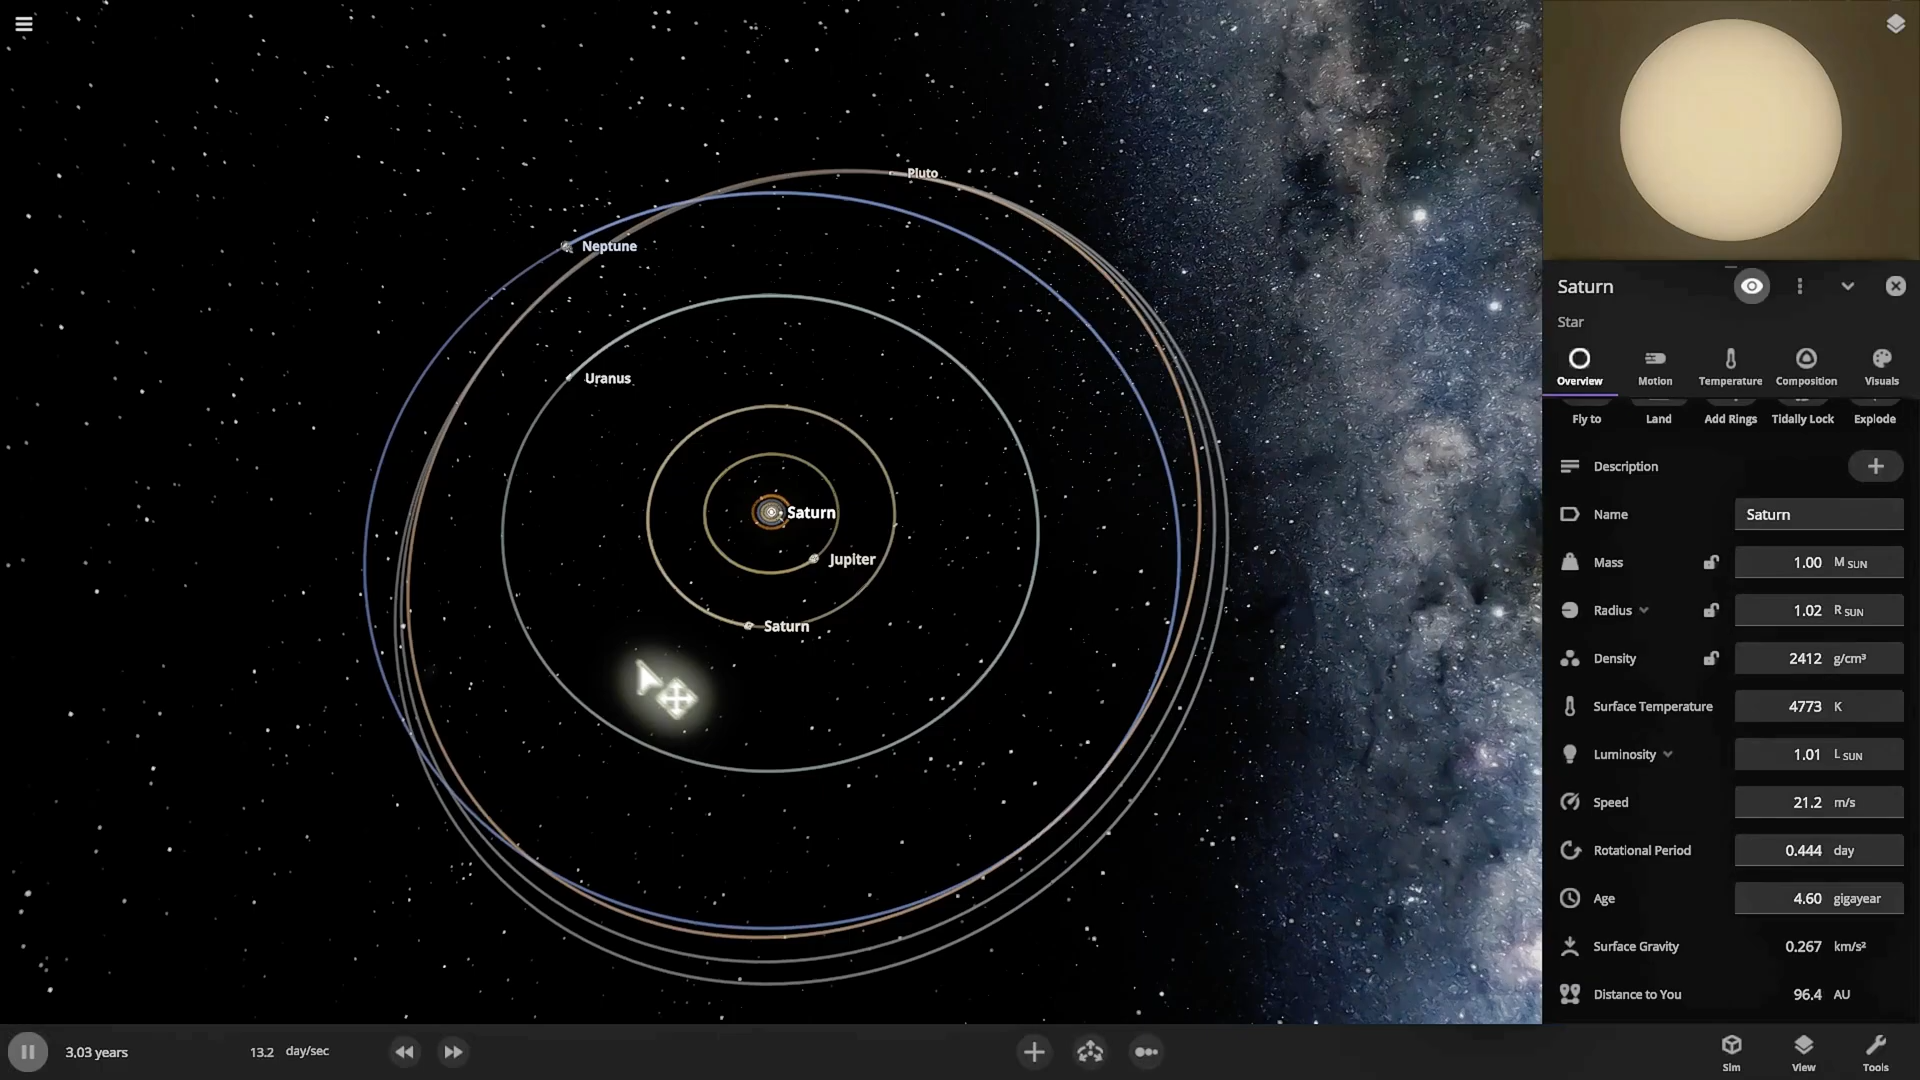 Pluto
Neptune
Uranus
Saturn
Jupiter
Saturn
Saturn
Star
Overview Motion Temperature Composition Visuals
Fly to Land Add Rings Tidally Lock Explode
Description
Name Saturn
Mass 1.00 M SUN
Radius 1.02 R SUN
Density 2412 g/cm³
Surface Temperature 4773 K
Luminosity 1.01 L SUN
Speed 21.2 m/s
Rotational Period 0.444 day
Age 4.60 gigayear
Surface Gravity 0.267 km/s²
Distance to You 96.4 AU
3.03 years 13.2 day/sec
Sim View Tools